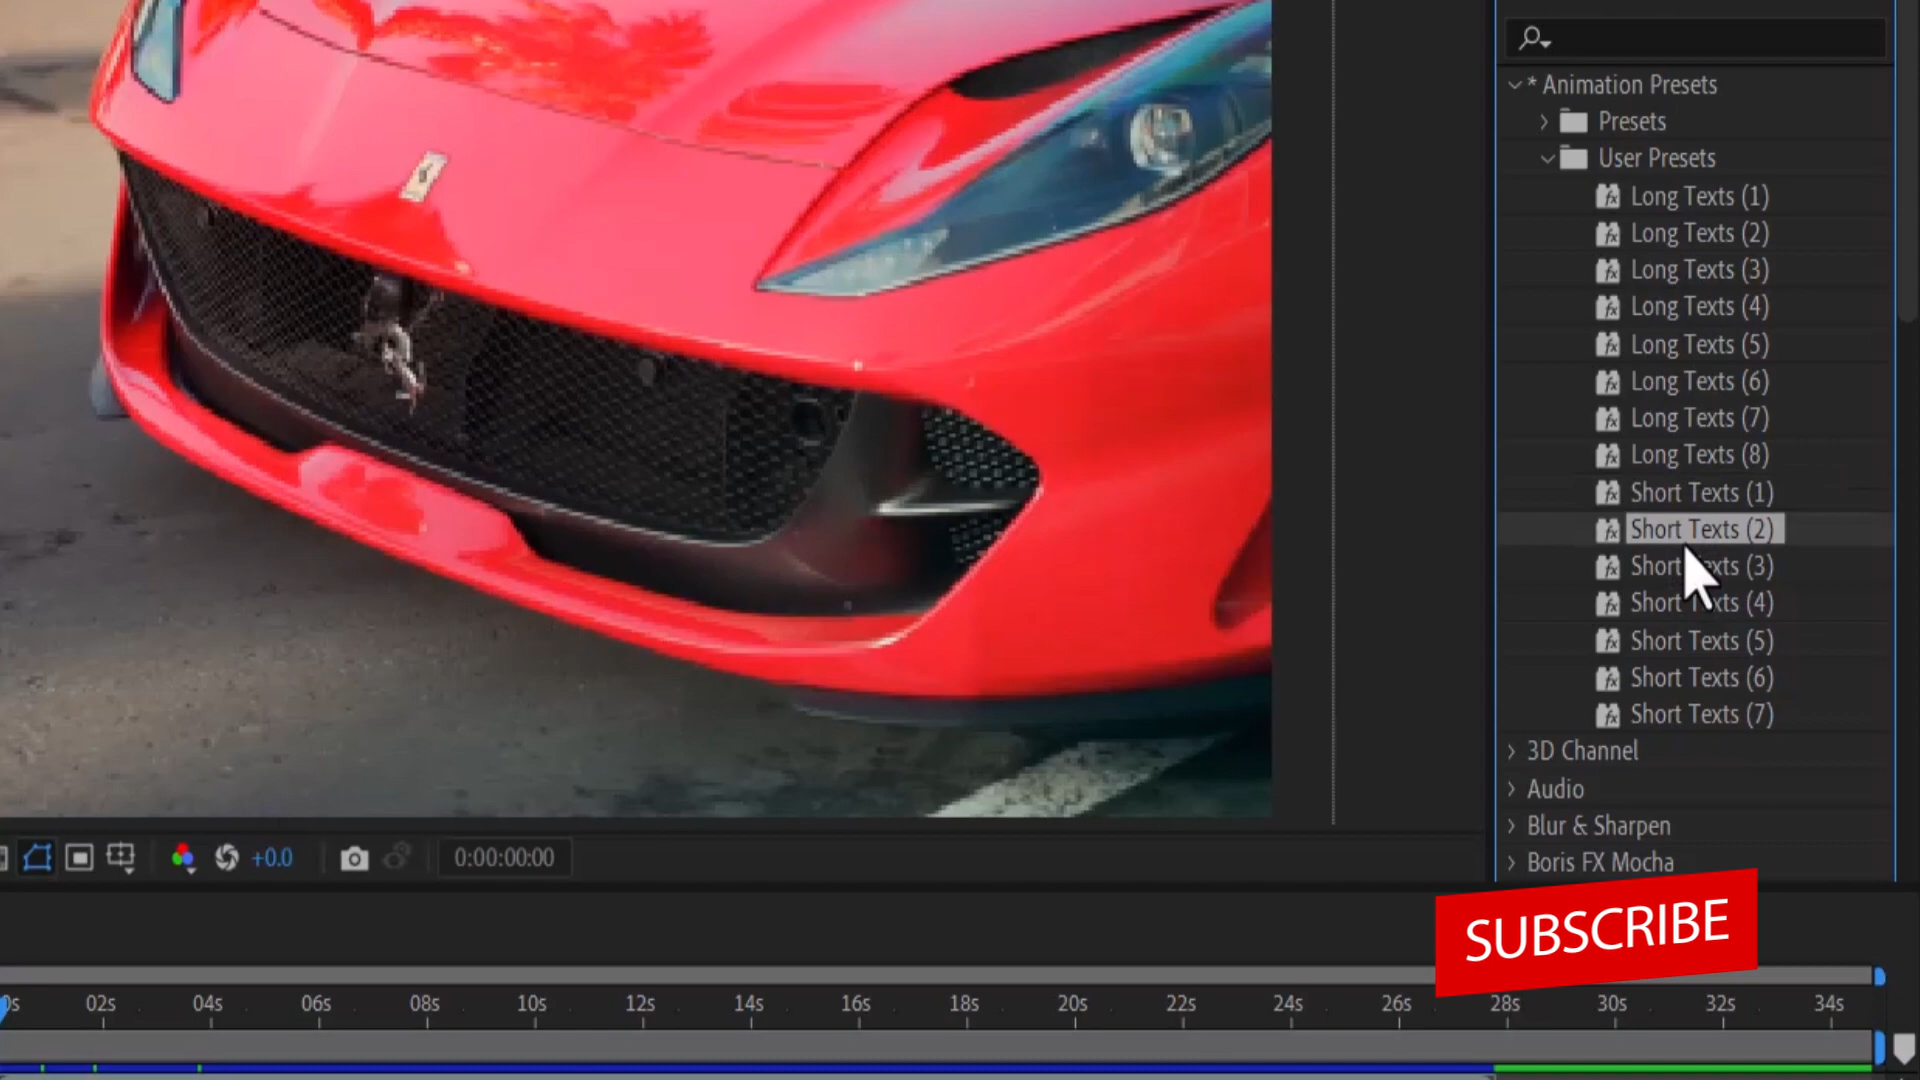 * Animation Presets
Presets
User Presets
Long Texts (1)
Long Texts (2)
Long Texts (3)
Long Texts (4)
Long Texts (5)
Long Texts (6)
Long Texts (7)
Long Texts (8)
Short Texts (1)
Short Texts (2)
Short Texts (3)
Short Texts (4)
Short Texts (5)
Short Texts (6)
Short Texts (7)
3D Channel
Audio
Blur & Sharpen
Boris FX Mocha
+0.0 0:00:00:00
SUBSCRIBE
0s 02s 04s 06s 08s 10s 12s 14s 16s 18s 20s 22s 24s 26s 28s 30s 32s 34s